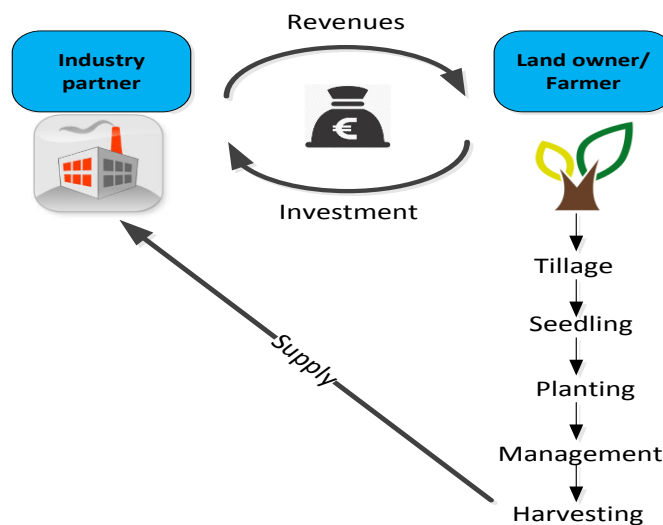 Revenues
Industry
partner
Land owner/
Farmer
€
Investment
Tillage
Seedling
Supply
Planting
Management
Harvesting